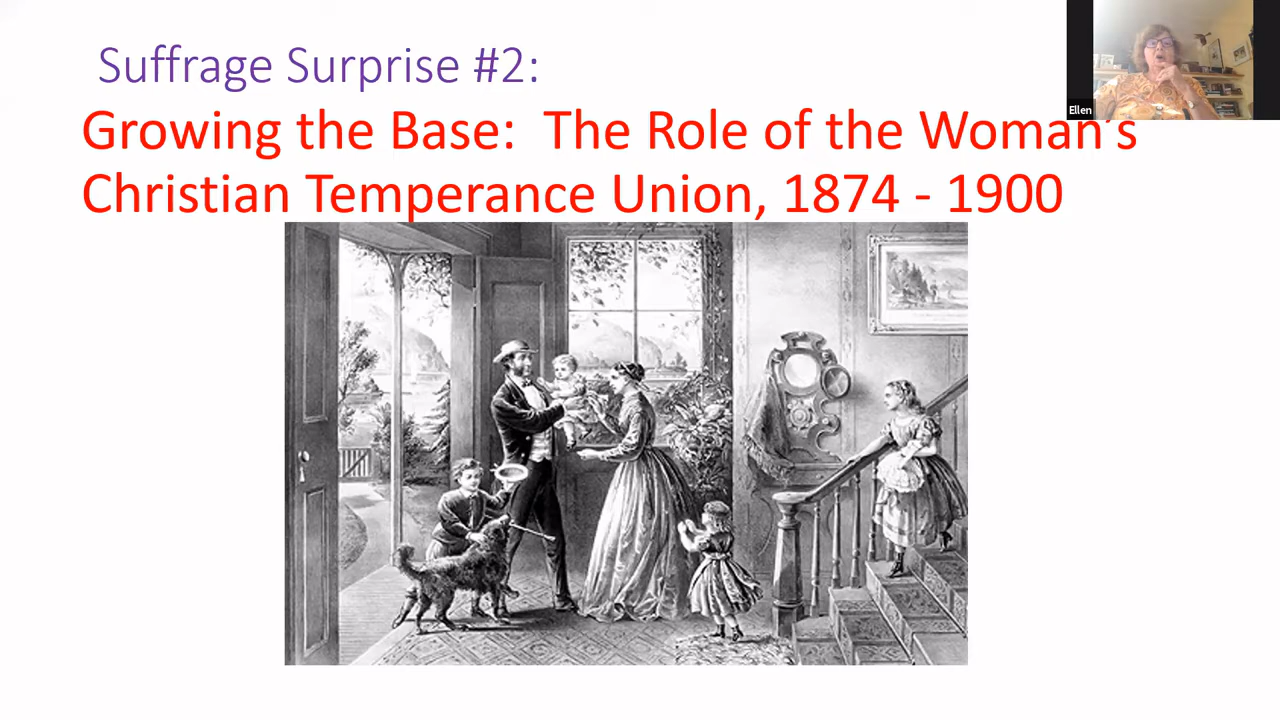 Suffrage Surprise #2:
Growing the Base:  The Role of the Woman's
Christian Temperance Union, 1874 - 1900
Ellen